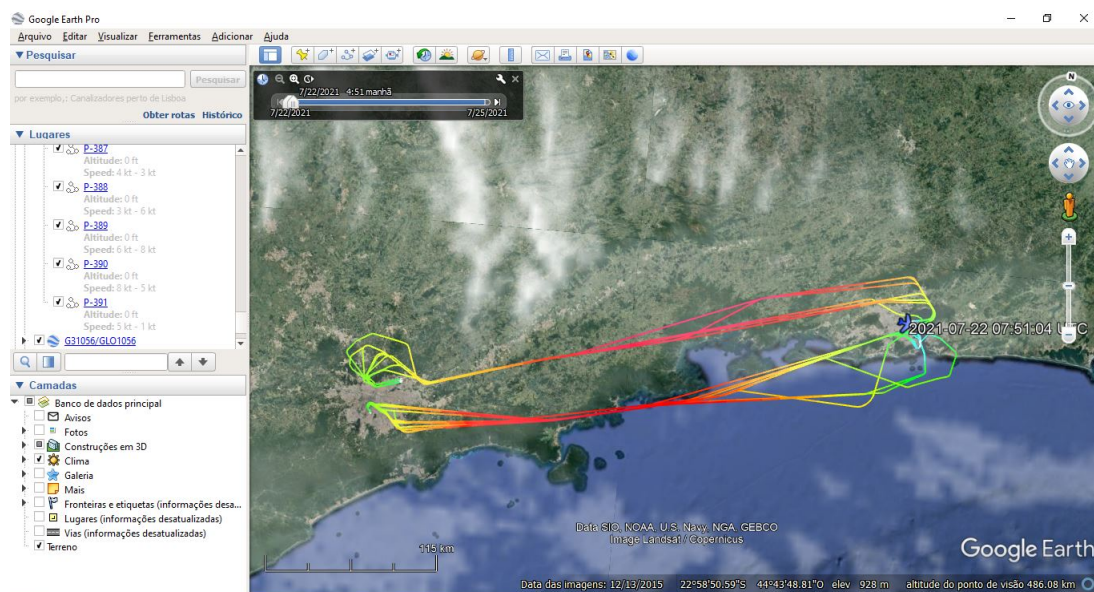 Google Earth Pro
Arquivo Editar Visualizar Ferramentas Adicionar Ajuda
Pesquisar
Pesquisar
por exemplo,: Canalizadores perto de Lisboa
Obter rotas Histórico
Lugares
P-387
Altitude: 0 ft
Speed: 4 kt - 3 kt
P-388
Altitude: 0 ft
Speed: 3 kt - 6 kt
P-389
Altitude: 0 ft
Speed: 6 kt - 8 kt
P-390
Altitude: 0 ft
Speed: 8 kt - 5 kt
P-391
Altitude: 0 ft
Speed: 5 kt - 1 kt
G31056/GLO1056
Camadas
Banco de dados principal
Avisos
Fotos
Construções em 3D
Clima
Galeria
Mais
Fronteiras e etiquetas (informações desa...
Lugares (informações desatualizadas)
Vias (informações desatualizadas)
Terreno
7/22/2021 4:51 manhã
7/22/2021 7/25/2021
N
2021-07-22 07:51:04 UTC
Data SIO, NOAA, U.S. Navy, NGA, GEBCO
Image Landsat / Copernicus
115 km
Google Earth
Data das imagens: 12/13/2015 22°58'50.59"S 44°43'48.81"O elev 928 m altitude do ponto de visão 486.08 km